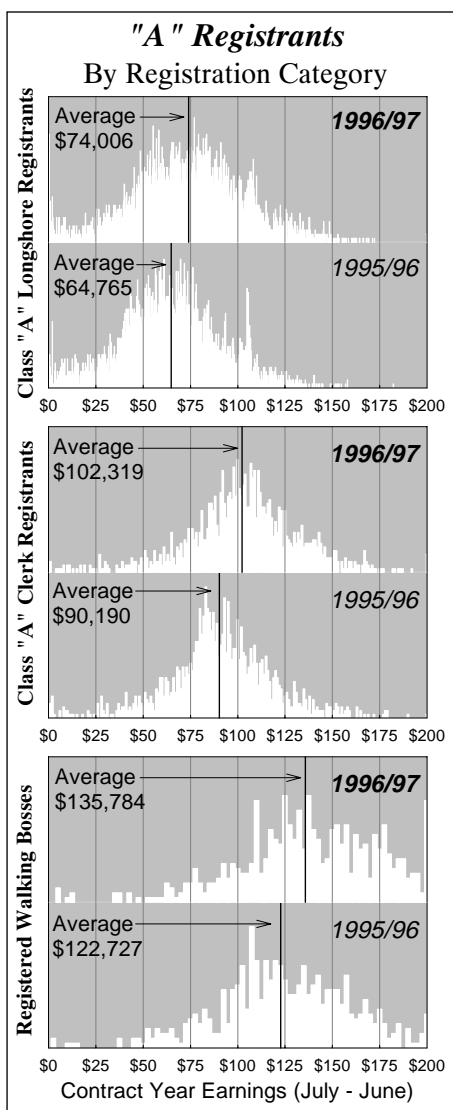 "A" Registrants
By Registration Category
Class "A" Longshore Registrants
Average
$74,006
1996/97
Average
$64,765
1995/96
$0 $25 $50 $75 $100 $125 $150 $175 $200
Class "A" Clerk Registrants
Average
$102,319
1996/97
Average
$90,190
1995/96
$0 $25 $50 $75 $100 $125 $150 $175 $200
Registered Walking Bosses
Average
$135,784
1996/97
Average
$122,727
1995/96
$0 $25 $50 $75 $100 $125 $150 $175 $200
Contract Year Earnings (July - June)